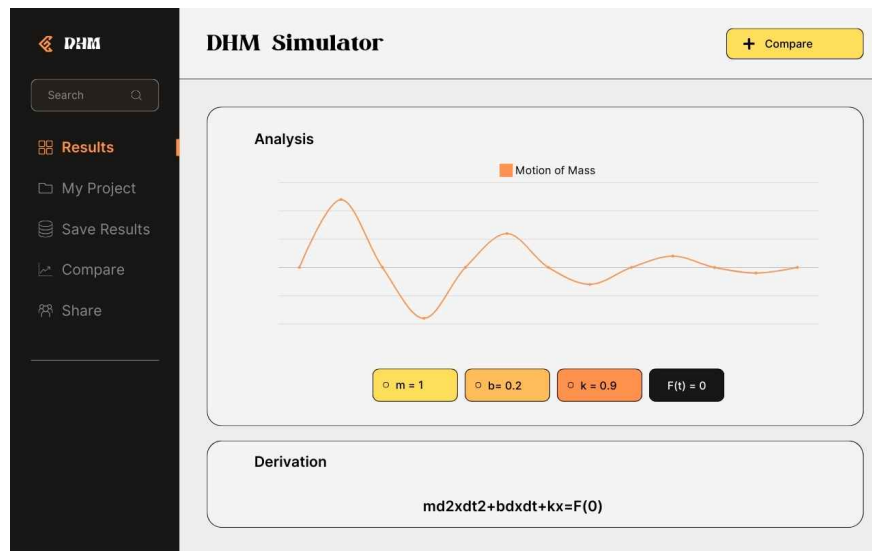 DHM
Search
Results
My Project
Save Results
Compare
Share
DHM Simulator
+ Compare
Analysis
Motion of Mass
m = 1
b= 0.2
k = 0.9
F(t) = 0
Derivation
md2xdt2+bdxdt+kx=F(0)